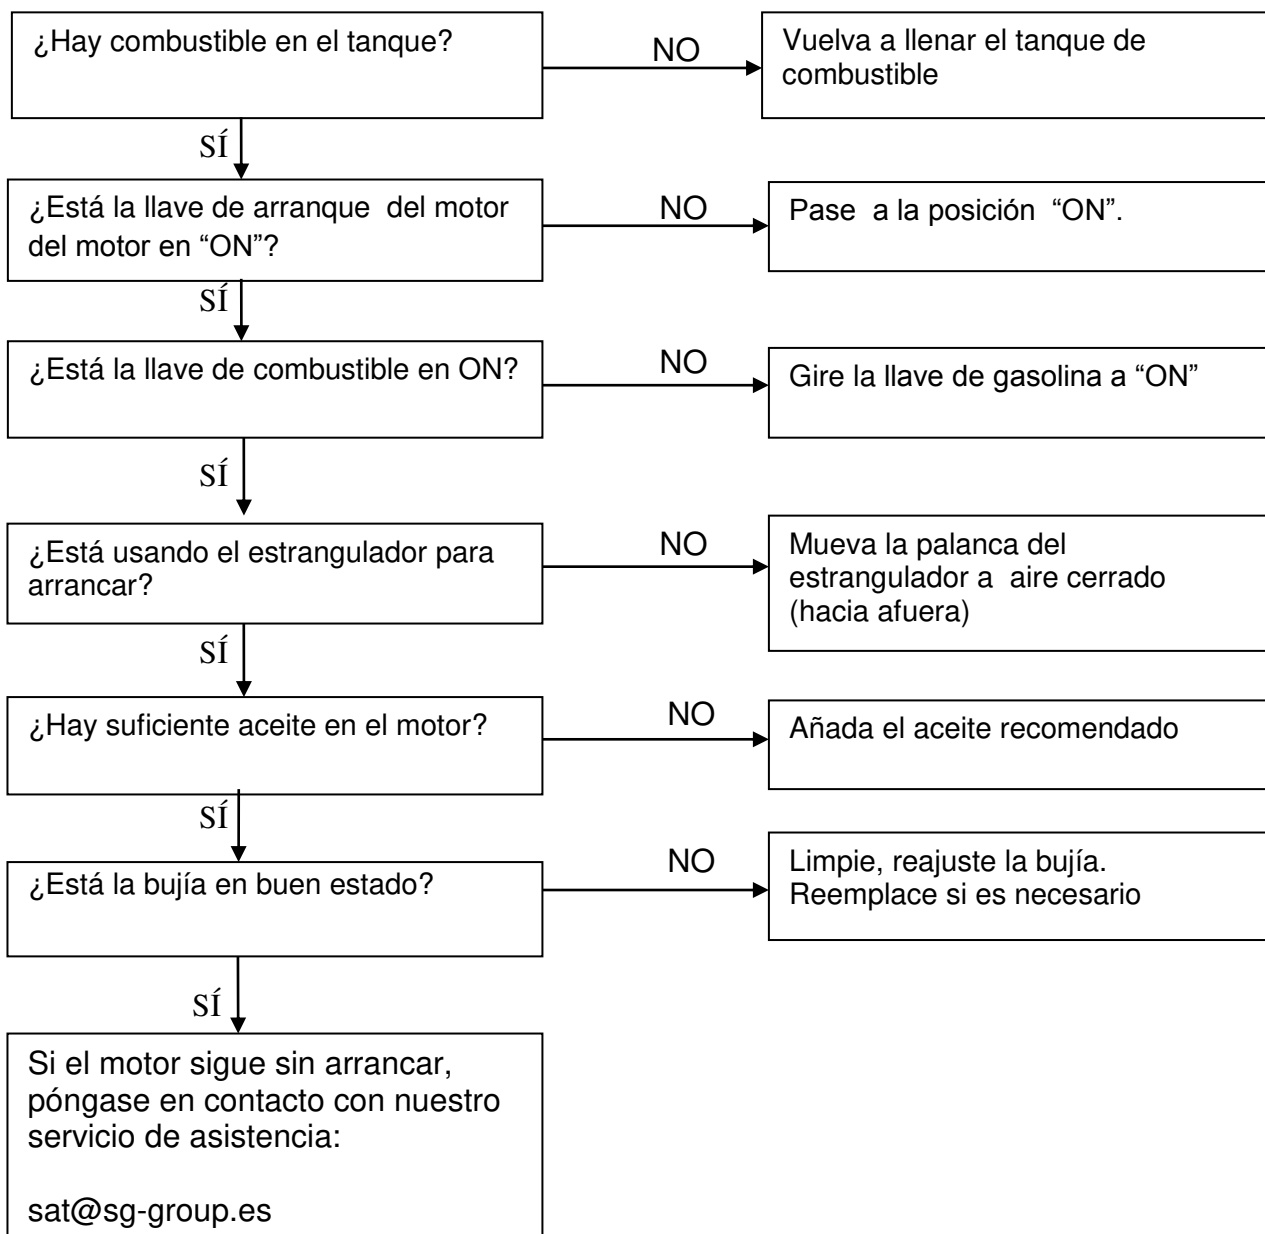 ¿Hay combustible en el tanque?
NO
Vuelva a llenar el tanque de
combustible
SÍ
¿Está la llave de arranque del motor
del motor en “ON”?
NO
Pase a la posición “ON”.
SÍ
¿Está la llave de combustible en ON?
NO
Gire la llave de gasolina a “ON”
SÍ
¿Está usando el estrangulador para
arrancar?
NO
Mueva la palanca del
estrangulador a aire cerrado
(hacia afuera)
SÍ
¿Hay suficiente aceite en el motor?
NO
Añada el aceite recomendado
SÍ
¿Está la bujía en buen estado?
NO
Limpie, reajuste la bujía.
Reemplace si es necesario
SÍ
Si el motor sigue sin arrancar,
póngase en contacto con nuestro
servicio de asistencia:
sat@sg-group.es